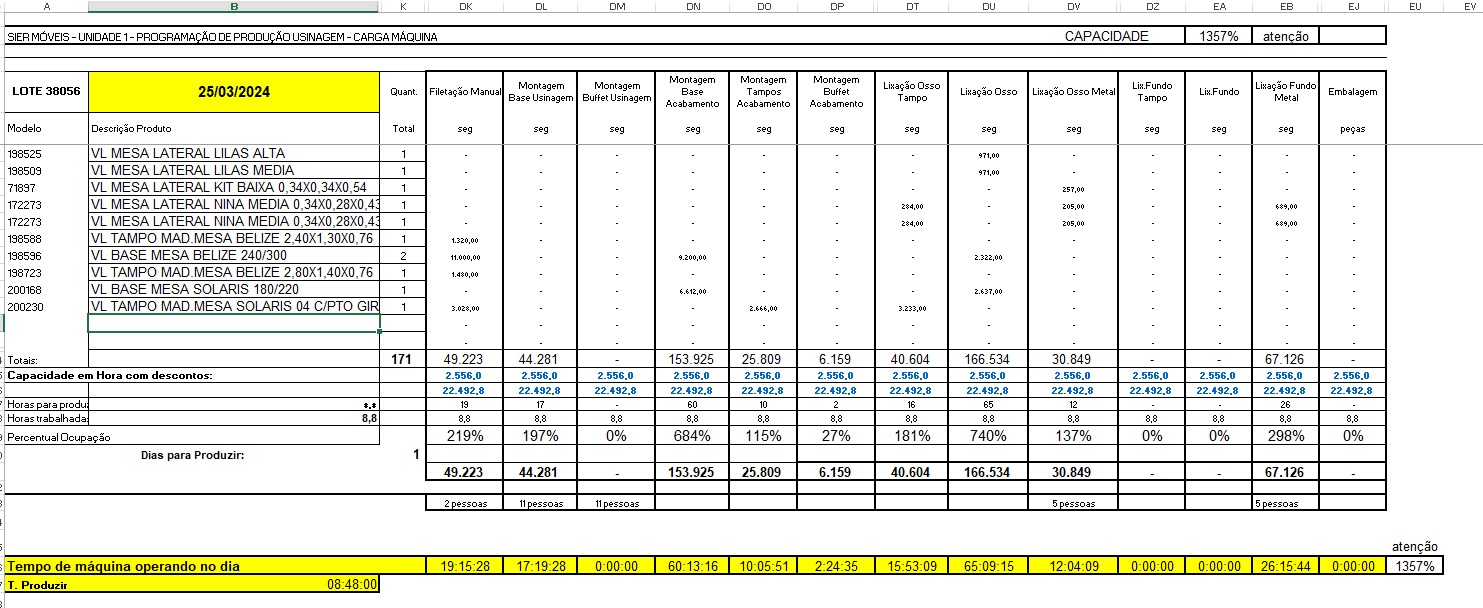 A B K DK DL DM DN DO DP DT DU DV DZ EA EB EJ EU EV
SIER MÓVEIS - UNIDADE 1 - PROGRAMAÇÃO DE PRODUÇÃO USINAGEM - CARGA MÁQUINA CAPACIDADE 1357% atenção
LOTE 38056 25/03/2024 Quant. Filetação Manual Montagem Base Usinagem Montagem Buffet Usinagem Montagem Base Acabamento Montagem Tampos Acabamento Montagem Buffet Acabamento Lixação Osso Tampo Lixação Osso Lixação Osso Metal Lix.Fundo Tampo Lix.Fundo Lixação Fundo Metal Embalagem
Modelo Descrição Produto Total seg seg seg seg seg seg seg seg seg seg seg seg peças
198525 VL MESA LATERAL LILAS ALTA 1 - - - - - - - 971,00 - - - - -
198509 VL MESA LATERAL LILAS MEDIA 1 - - - - - - - 971,00 - - - - -
71897 VL MESA LATERAL KIT BAIXA 0,34X0,34X0,54 1 - - - - - - - - 257,00 - - - -
172273 VL MESA LATERAL NINA MEDIA 0,34X0,28X0,43 1 - - - - - - 284,00 - 205,00 - - 689,00 -
172273 VL MESA LATERAL NINA MEDIA 0,34X0,28X0,43 1 - - - - - - 284,00 - 205,00 - - 689,00 -
198588 VL TAMPO MAD.MESA BELIZE 2,40X1,30X0,76 1 1.320,00 - - - - - - - - - - - -
198596 VL BASE MESA BELIZE 240/300 2 11.000,00 - - 9.200,00 - - - 2.322,00 - - - - -
198723 VL TAMPO MAD.MESA BELIZE 2,80X1,40X0,76 1 1.480,00 - - - - - - - - - - - -
200168 VL BASE MESA SOLARIS 180/220 1 - - - 6.612,00 - - - 2.637,00 - - - - -
200230 VL TAMPO MAD.MESA SOLARIS 04 C/PTO GIR 1 3.028,00 - - - 2.666,00 - 3.233,00 - - - - - -
- - - - - - - - - - - - -
- - - - - - - - - - - - -
Totais: 171 49.223 44.281 - 153.925 25.809 6.159 40.604 166.534 30.849 - - 67.126 -
Capacidade em Hora com descontos: 2.556,0 2.556,0 2.556,0 2.556,0 2.556,0 2.556,0 2.556,0 2.556,0 2.556,0 2.556,0 2.556,0 2.556,0 2.556,0
22.492,8 22.492,8 22.492,8 22.492,8 22.492,8 22.492,8 22.492,8 22.492,8 22.492,8 22.492,8 22.492,8 22.492,8 22.492,8
Horas para produz *,* 19 17 - 60 10 2 16 65 12 - - 26 -
Horas trabalhadas 8,8 8,8 8,8 8,8 8,8 8,8 8,8 8,8 8,8 8,8 8,8 8,8 8,8 8,8
Percentual Ocupação 219% 197% 0% 684% 115% 27% 181% 740% 137% 0% 0% 298% 0%
Dias para Produzir: 1
49.223 44.281 - 153.925 25.809 6.159 40.604 166.534 30.849 - - 67.126 -
2 pessoas 11 pessoas 11 pessoas 5 pessoas 5 pessoas
atenção
Tempo de máquina operando no dia 19:15:28 17:19:28 0:00:00 60:13:16 10:05:51 2:24:35 15:53:09 65:09:15 12:04:09 0:00:00 0:00:00 26:15:44 0:00:00 1357%
T. Produzir 08:48:00